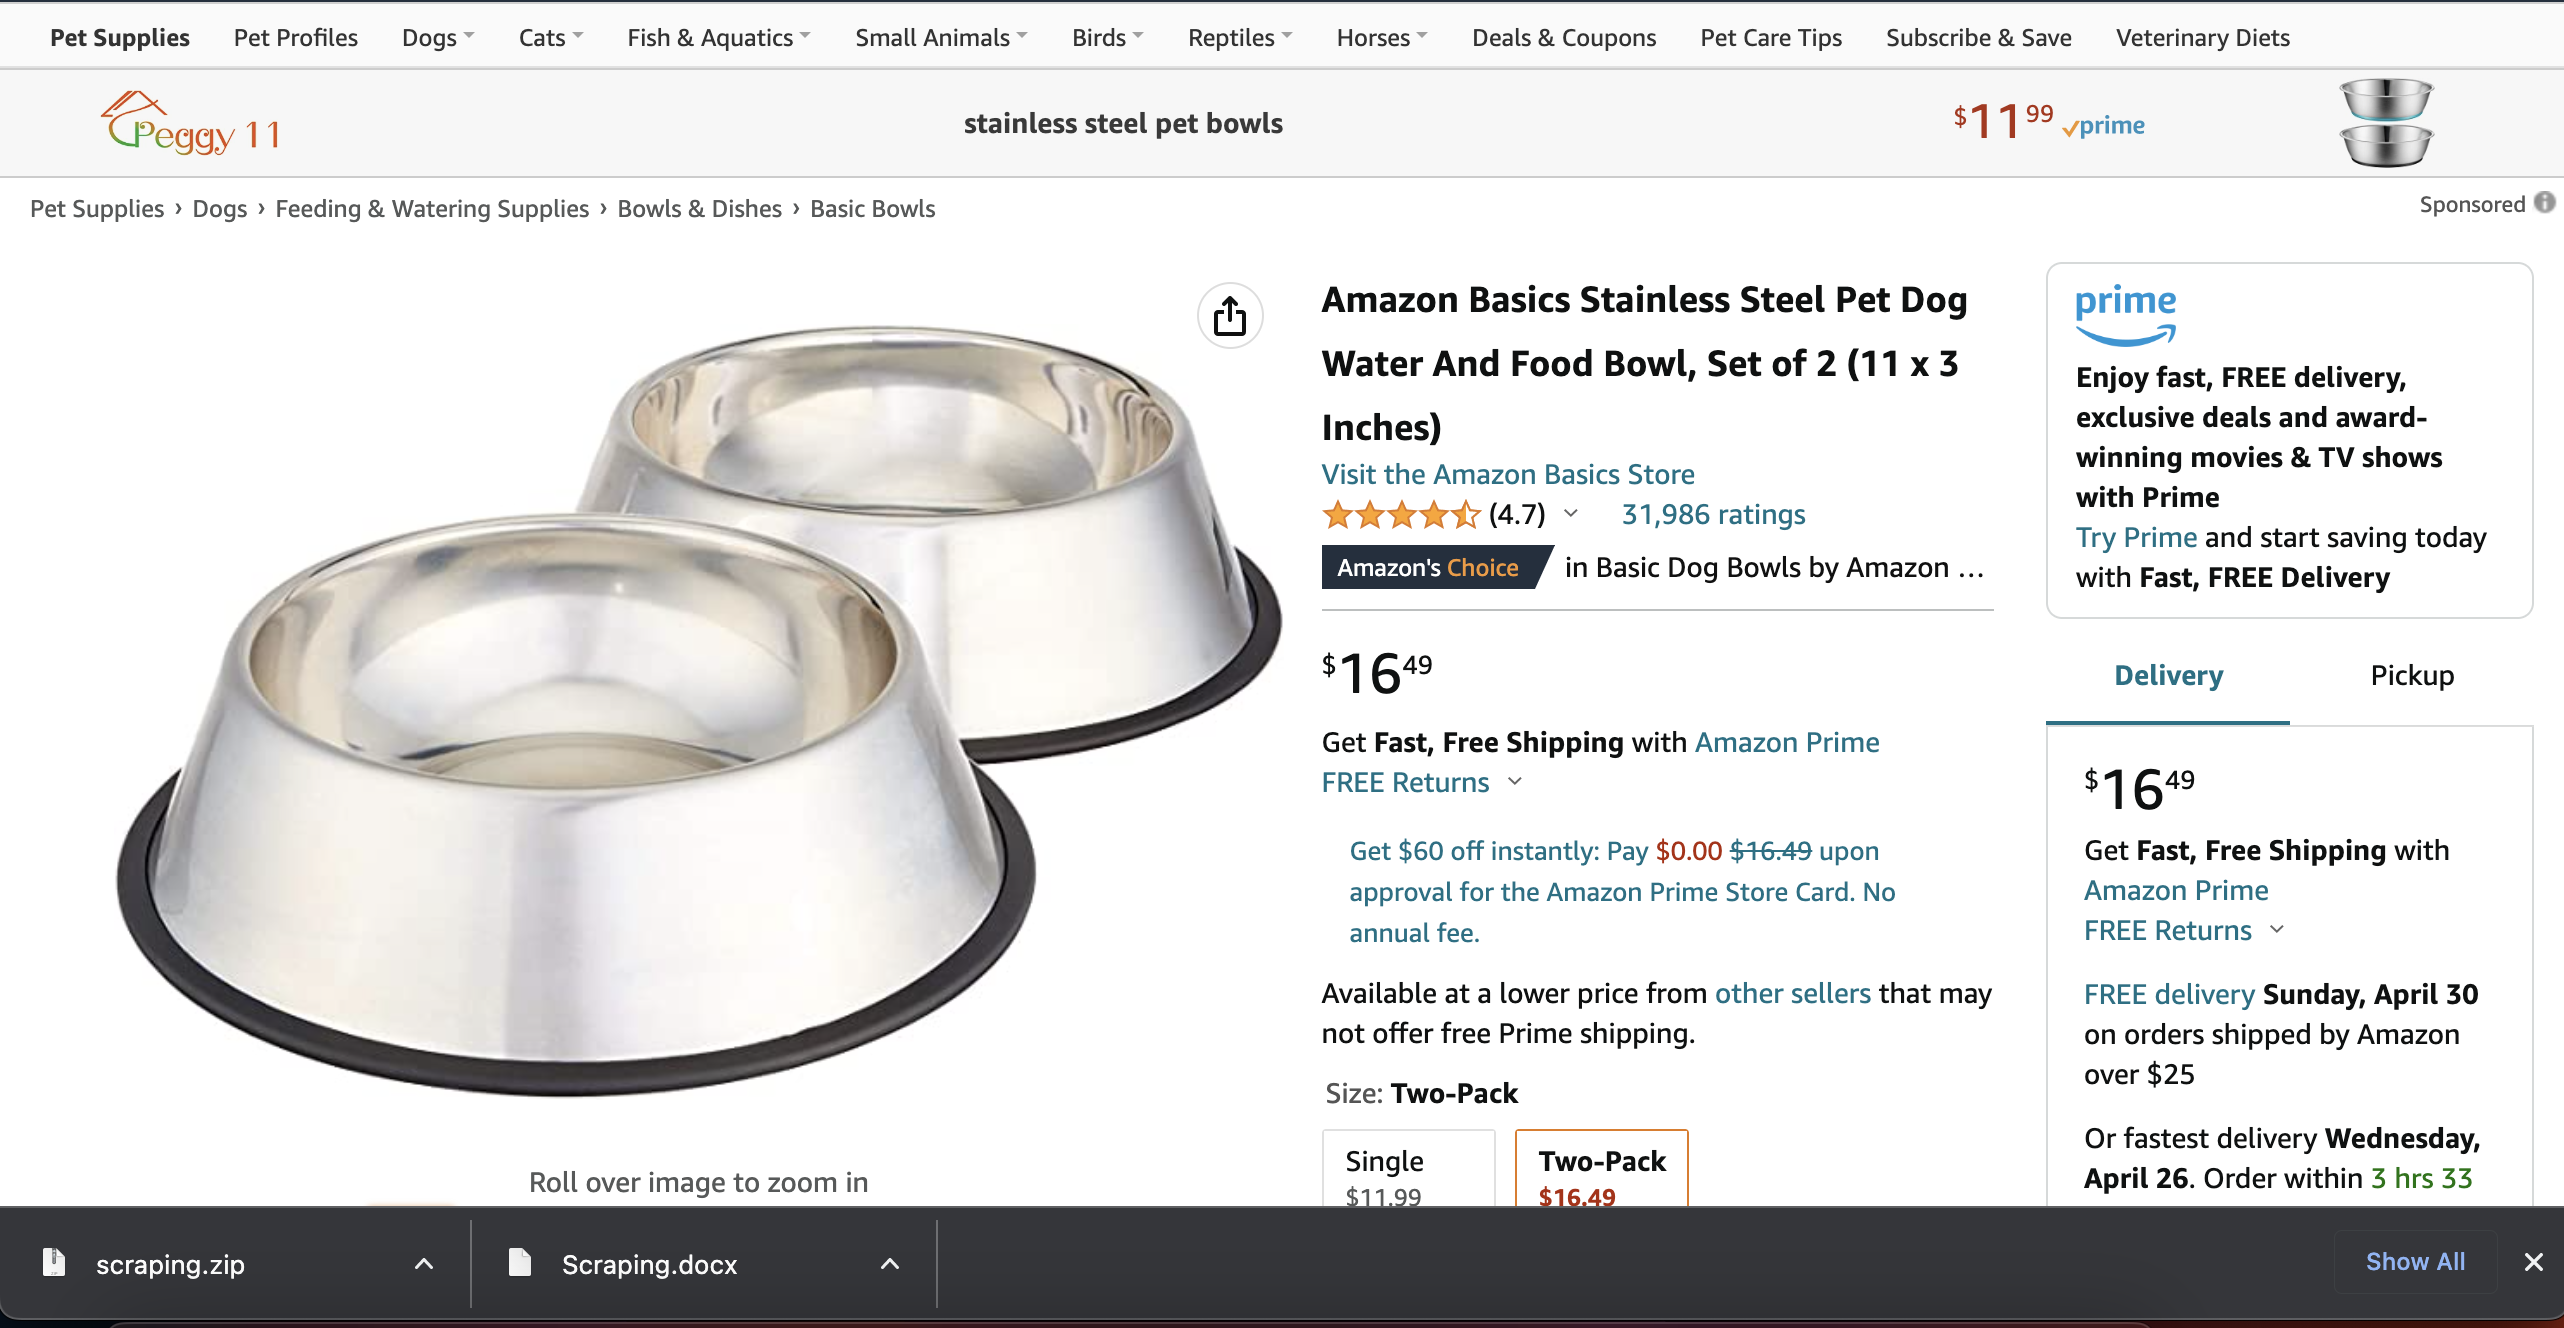 Pet Supplies Pet Profiles Dogs Cats Fish & Aquatics Small Animals Birds Reptiles Horses Deals & Coupons Pet Care Tips Subscribe & Save Veterinary Diets
Peggy 11
stainless steel pet bowls
$11 99 prime
Pet Supplies › Dogs › Feeding & Watering Supplies › Bowls & Dishes › Basic Bowls
Sponsored
Amazon Basics Stainless Steel Pet Dog
Water And Food Bowl, Set of 2 (11 x 3
Inches)
Visit the Amazon Basics Store
(4.7) 31,986 ratings
Amazon's Choice in Basic Dog Bowls by Amazon …
$16 49
Get Fast, Free Shipping with Amazon Prime
FREE Returns
Get $60 off instantly: Pay $0.00 $16.49 upon
approval for the Amazon Prime Store Card. No
annual fee.
Available at a lower price from other sellers that may
not offer free Prime shipping.
Size: Two-Pack
Single
$11.99
Two-Pack
$16.49
Roll over image to zoom in
prime
Enjoy fast, FREE delivery,
exclusive deals and award-
winning movies & TV shows
with Prime
Try Prime and start saving today
with Fast, FREE Delivery
Delivery
Pickup
$16 49
Get Fast, Free Shipping with
Amazon Prime
FREE Returns
FREE delivery Sunday, April 30
on orders shipped by Amazon
over $25
Or fastest delivery Wednesday,
April 26. Order within 3 hrs 33
scraping.zip
Scraping.docx
Show All